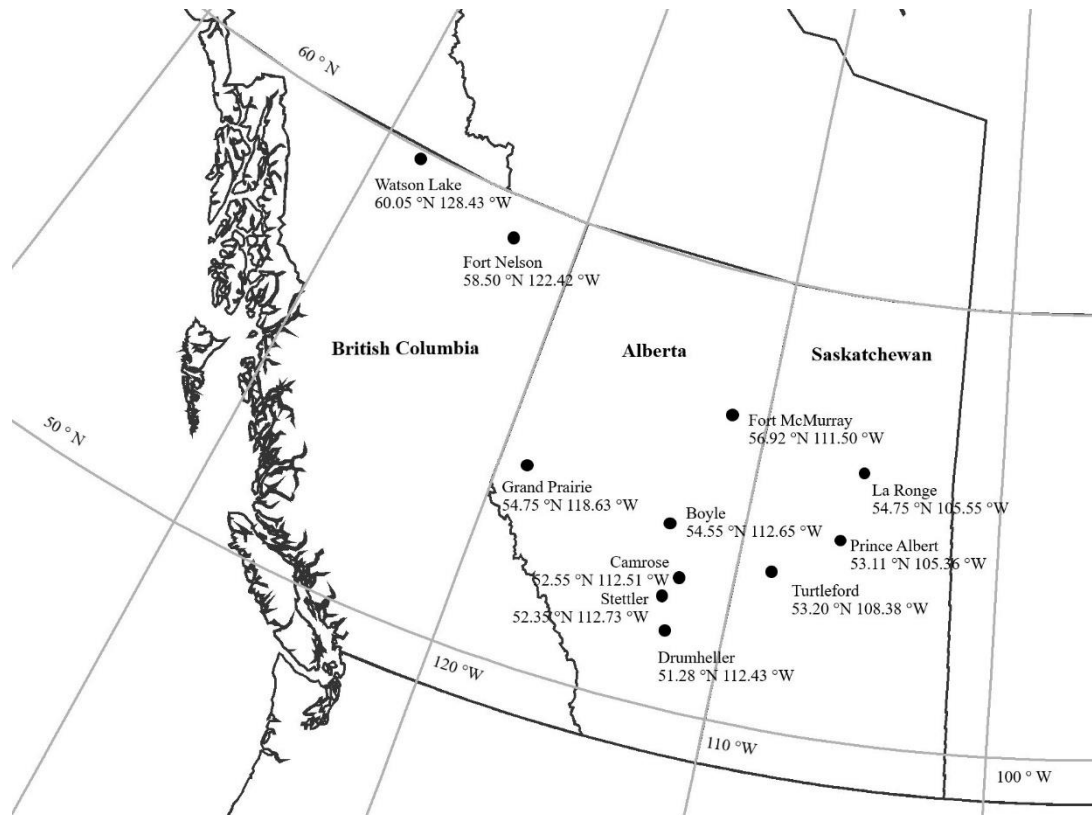 60 ° N
Watson Lake
60.05 °N 128.43 °W
Fort Nelson
58.50 °N 122.42 °W
British Columbia
Alberta
Saskatchewan
50 ° N
Fort McMurray
56.92 °N 111.50 °W
Grand Prairie
54.75 °N 118.63 °W
La Ronge
54.75 °N 105.55 °W
Boyle
54.55 °N 112.65 °W
Prince Albert
53.11 °N 105.36 °W
Camrose
52.55 °N 112.51 °W
Stettler
52.35 °N 112.73 °W
Turtleford
53.20 °N 108.38 °W
Drumheller
51.28 °N 112.43 °W
120 °W
110 °W
100 ° W